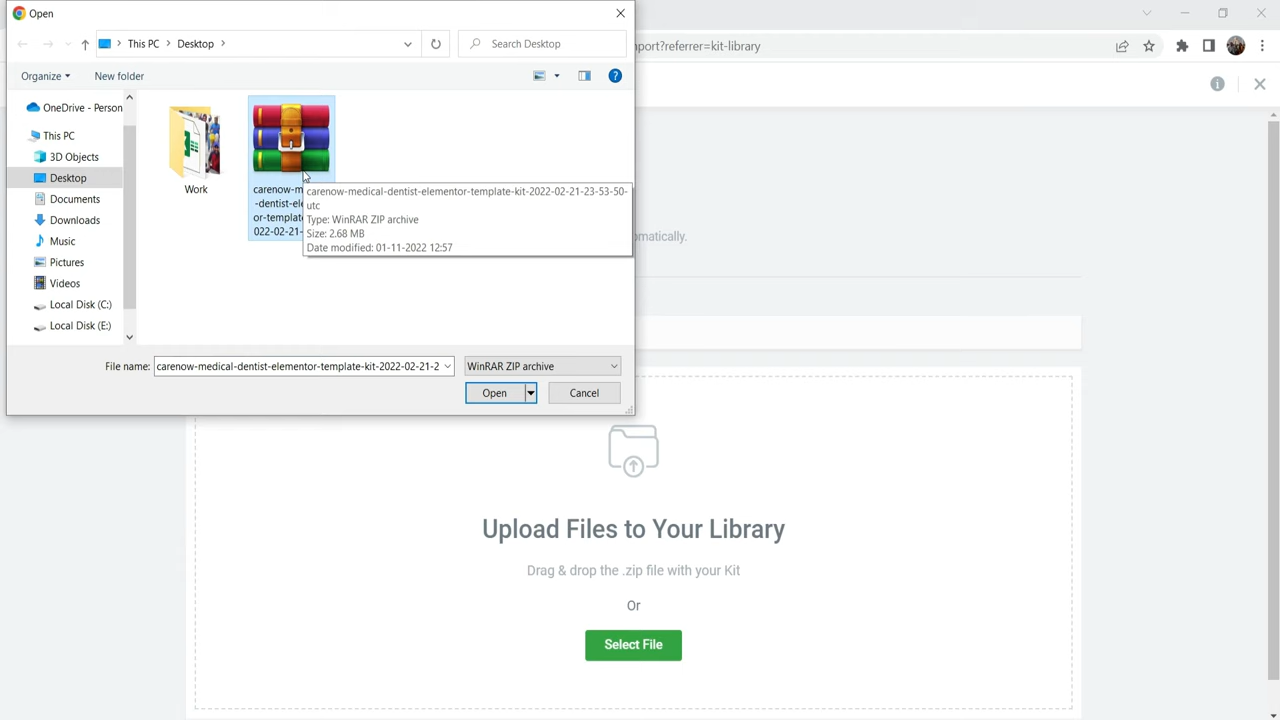 Open
This PC
Desktop
Search Desktop
port?referrer=kit-library
Organize
New folder
OneDrive - Person
This PC
3D Objects
Desktop
Documents
Downloads
Music
Pictures
Videos
Local Disk (C:)
Local Disk (E:)
Work
carenow-m
-dentist-ele
or-templat
022-02-21-
carenow-medical-dentist-elementor-template-kit-2022-02-21-23-53-50-
utc
Type: WinRAR ZIP archive
Size: 2.68 MB
Date modified: 01-11-2022 12:57
omatically.
File name:
carenow-medical-dentist-elementor-template-kit-2022-02-21-2
WinRAR ZIP archive
Open
Cancel
Upload Files to Your Library
Drag & drop the .zip file with your Kit
Or
Select File